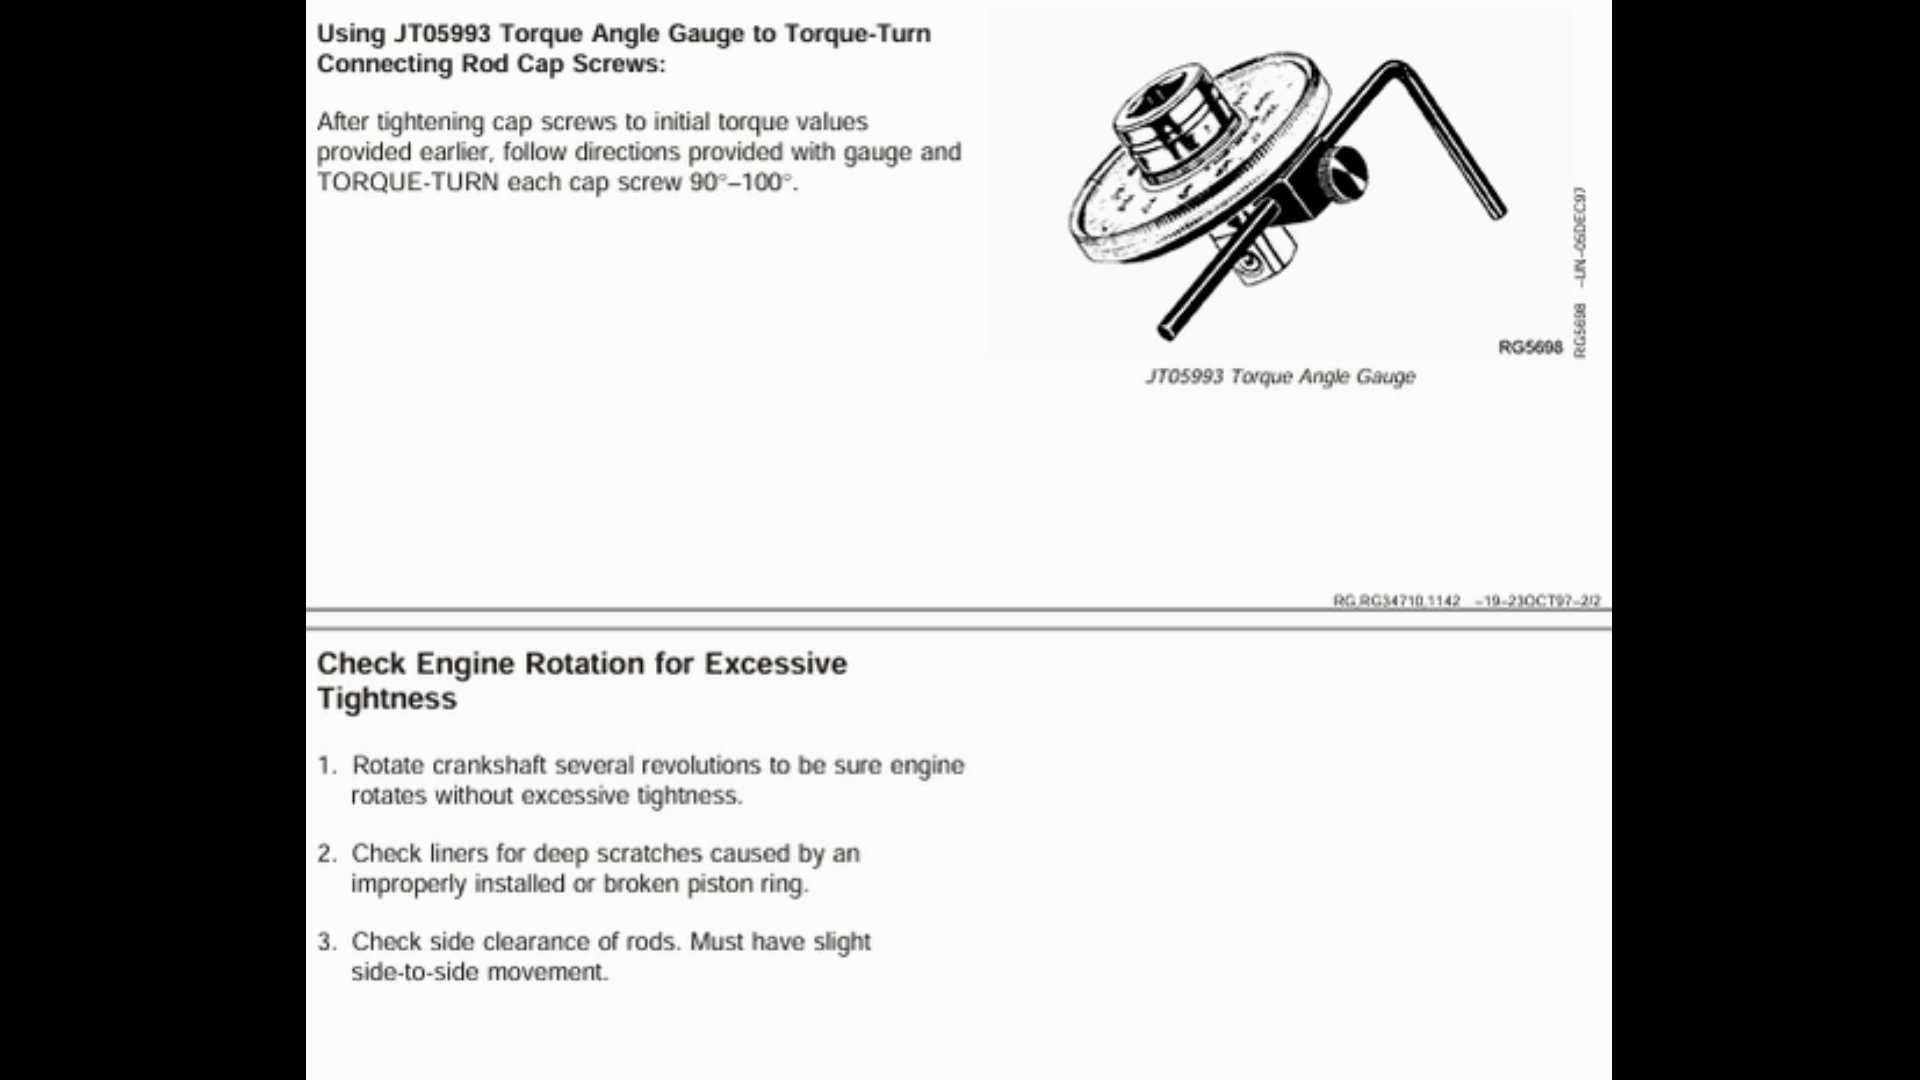 Using JT05993 Torque Angle Gauge to Torque-Turn
Connecting Rod Cap Screws:
After tightening cap screws to initial torque values
provided earlier, follow directions provided with gauge and
TORQUE-TURN each cap screw 90°–100°.
RG5698
RG5698 –UN–05DEC97
JT05993 Torque Angle Gauge
RG,RG34710,1142 –19–23OCT97–2/2
Check Engine Rotation for Excessive
Tightness
1. Rotate crankshaft several revolutions to be sure engine
rotates without excessive tightness.
2. Check liners for deep scratches caused by an
improperly installed or broken piston ring.
3. Check side clearance of rods. Must have slight
side-to-side movement.